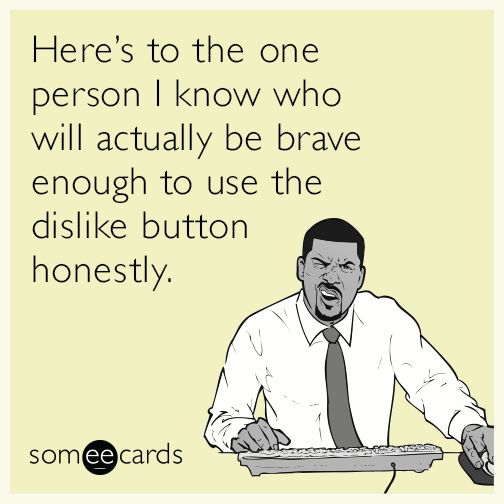 Here's to the one
person I know who
will actually be brave
enough to use the
dislike button
honestly.
someecards